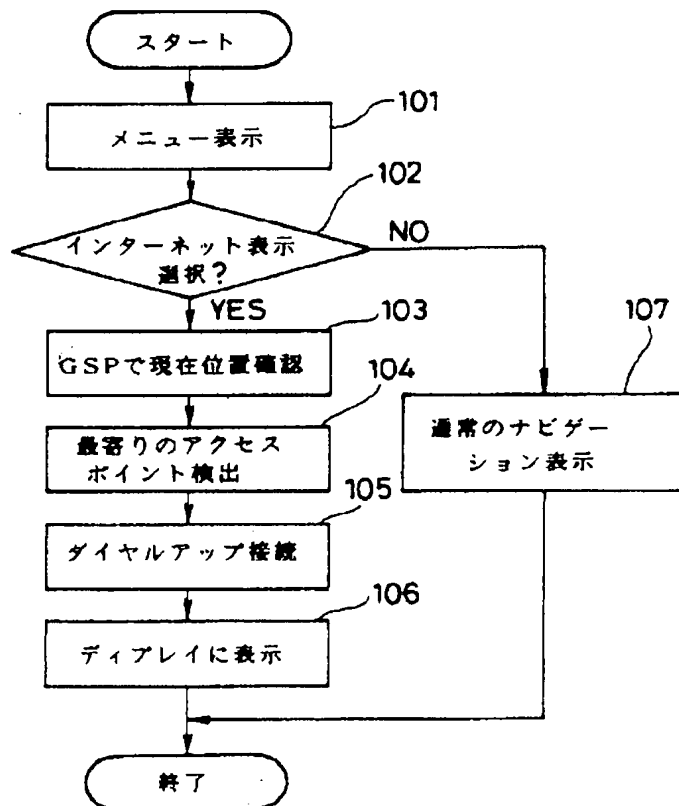 スタート
101
メニュー表示
102
インターネット表示
選択?
NO
YES
103
GSPで現在位置確認
107
104
最寄りのアクセス
ポイント検出
通常のナビゲー
ション表示
105
ダイヤルアップ接続
106
ディプレイに表示
終了